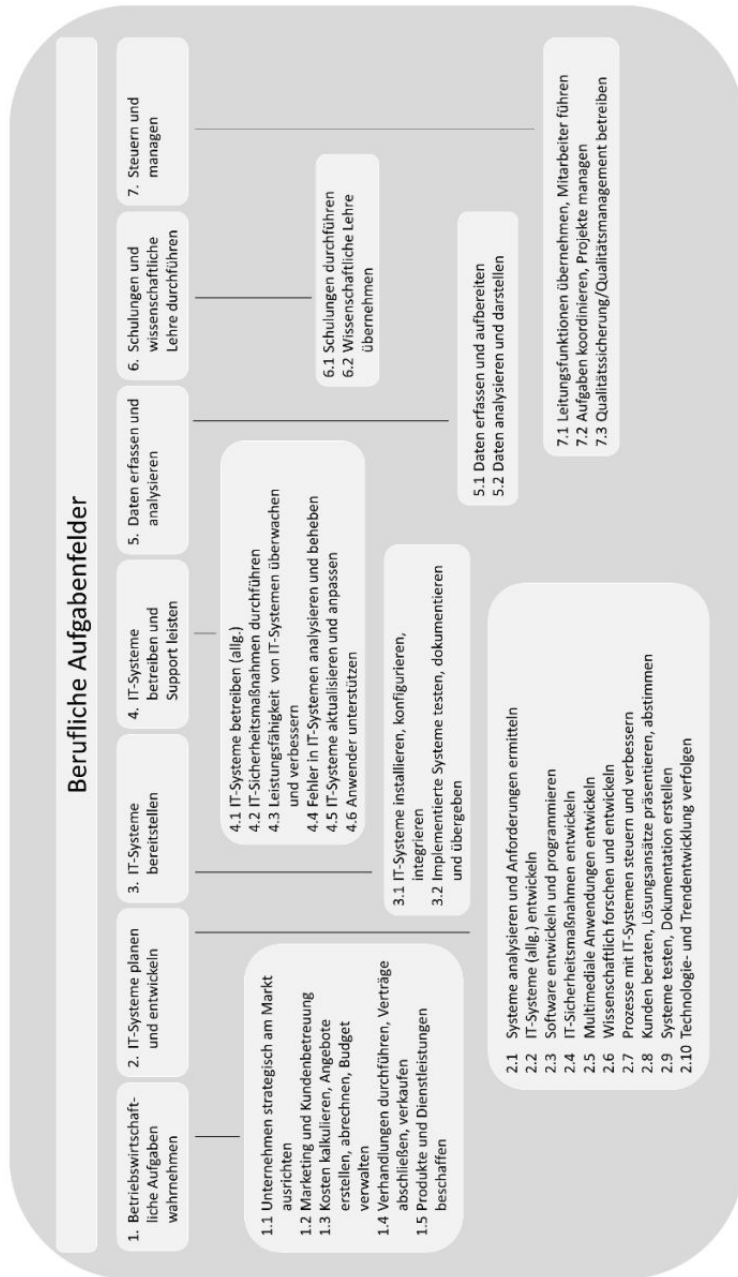 Berufliche Aufgabenfelder
1. Betriebswirtschaft-
liche Aufgaben
wahrnehmen
2. IT-Systeme planen
und entwickeln
3. IT-Systeme
bereitstellen
4. IT-Systeme
betreiben und
Support leisten
5. Daten erfassen und
analysieren
6. Schulungen und
wissenschaftliche
Lehre durchführen
7. Steuern und
managen
1.1 Unternehmen strategisch am Markt
ausrichten
1.2 Marketing und Kundenbetreuung
1.3 Kosten kalkulieren, Angebote
erstellen, abrechnen, Budget
verwalten
1.4 Verhandlungen durchführen, Verträge
abschließen, verkaufen
1.5 Produkte und Dienstleistungen
beschaffen
2.1 Systeme analysieren und Anforderungen ermitteln
2.2 IT-Systeme (allg.) entwickeln
2.3 Software entwickeln und programmieren
2.4 IT-Sicherheitsmaßnahmen entwickeln
2.5 Multimediale Anwendungen entwickeln
2.6 Wissenschaftlich forschen und entwickeln
2.7 Prozesse mit IT-Systemen steuern und verbessern
2.8 Kunden beraten, Lösungsansätze präsentieren, abstimmen
2.9 Systeme testen, Dokumentation erstellen
2.10 Technologie- und Trendentwicklung verfolgen
3.1 IT-Systeme installieren, konfigurieren,
integrieren
3.2 Implementierte Systeme testen, dokumentieren
und übergeben
4.1 IT-Systeme betreiben (allg.)
4.2 IT-Sicherheitsmaßnahmen durchführen
4.3 Leistungsfähigkeit von IT-Systemen überwachen
und verbessern
4.4 Fehler in IT-Systemen analysieren und beheben
4.5 IT-Systeme aktualisieren und anpassen
4.6 Anwender unterstützen
5.1 Daten erfassen und aufbereiten
5.2 Daten analysieren und darstellen
6.1 Schulungen durchführen
6.2 Wissenschaftliche Lehre
übernehmen
7.1 Leitungsfunktionen übernehmen, Mitarbeiter führen
7.2 Aufgaben koordinieren, Projekte managen
7.3 Qualitätssicherung/Qualitätsmanagement betreiben